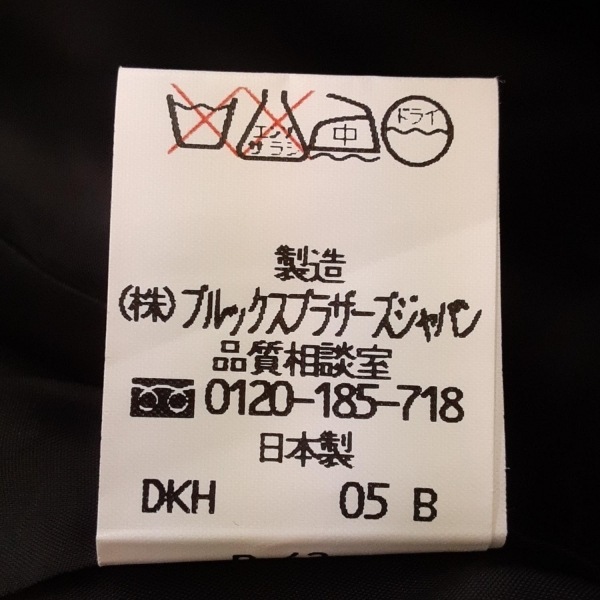 エンソ
サラシ
中
ドライ
製造
(株)ブルックスブラザーズジャパン
品質相談室
0120-185-718
日本製
DKH 05 B